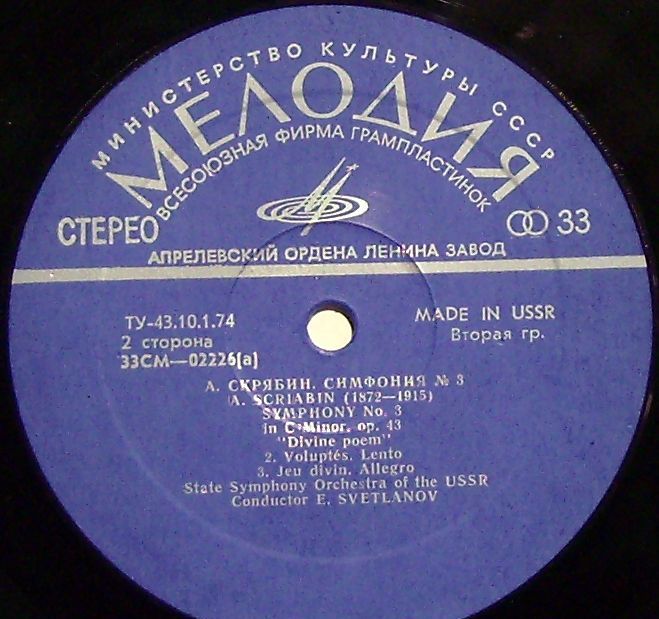 МИНИСТЕРСТВО КУЛЬТУРЫ СССР
МЕЛОДИЯ
ВСЕСОЮЗНАЯ ФИРМА ГРАМПЛАСТИНОК
СТЕРЕО
33
АПРЕЛЕВСКИЙ ОРДЕНА ЛЕНИНА ЗАВОД
ТУ-43.10.1.74
MADE IN USSR
2 сторона
Вторая гр.
33СМ—02226(а)
А. СКРЯБИН. СИМФОНИЯ № 3
(A. SCRIABIN (1872—1915)
SYMPHONY No. 3
in C Minor, op. 43
"Divine poem"
2. Voluptés. Lento
3. Jeu divin. Allegro
State Symphony Orchestra of the USSR
Conductor E. SVETLANOV